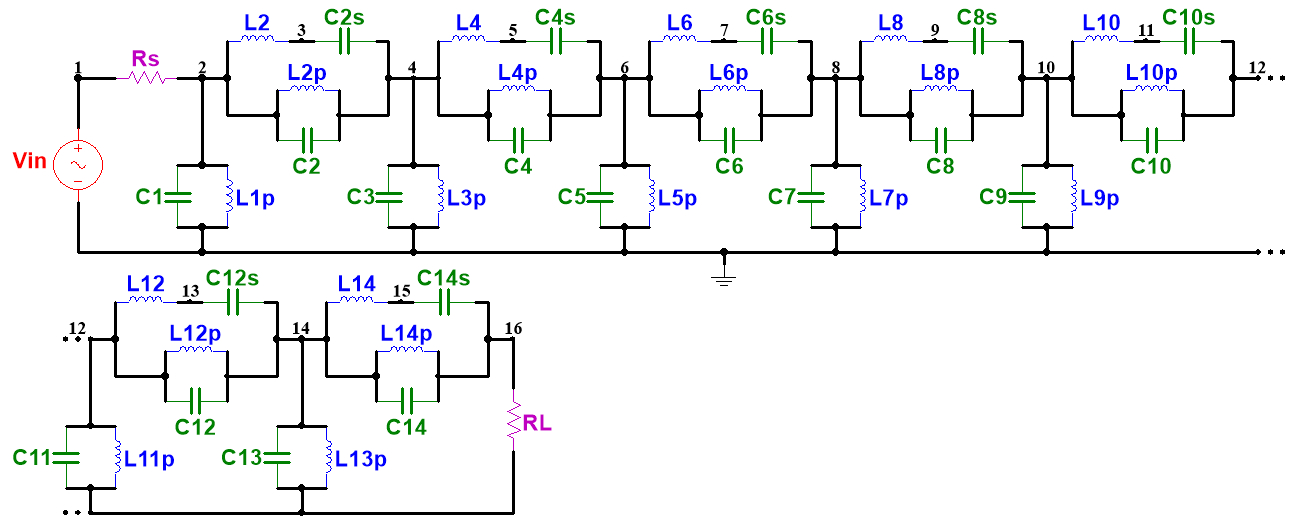 C2s C4s C6s C8s C10s
L2 3 L4 5 L6 7 L8 9 L10 11
1 Rs 2 L2p 4 L4p 6 L6p 8 L8p 10 L10p 12
Vin + −
C2 C4 C6 C8 C10
C1 L1p C3 L3p C5 L5p C7 L7p C9 L9p
L12 13 C12s L14 15 C14s
12 L12p 14 L14p 16
C12 C14 RL
C11 L11p C13 L13p